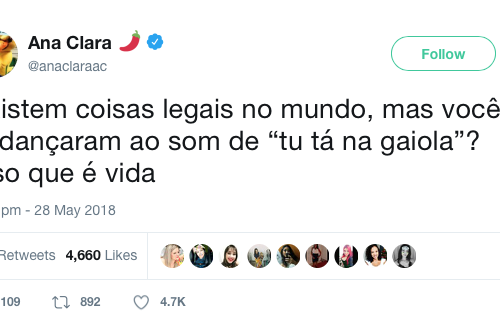 Ana Clara 🌶️
@anaclaraac
Follow
istem coisas legais no mundo, mas você
dançaram ao som de “tu tá na gaiola”?
so que é vida
pm - 28 May 2018
Retweets 4,660 Likes
109 892 4.7K